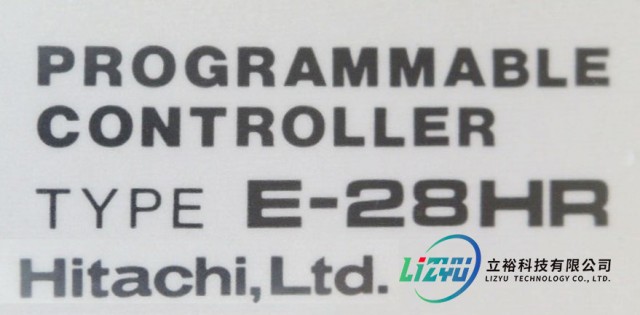 PROGRAMMABLE
CONTROLLER
TYPE E-28HR
Hitachi, Ltd.
LIZYU 立裕科技有限公司
LIZYU TECHNOLOGY CO., LTD.